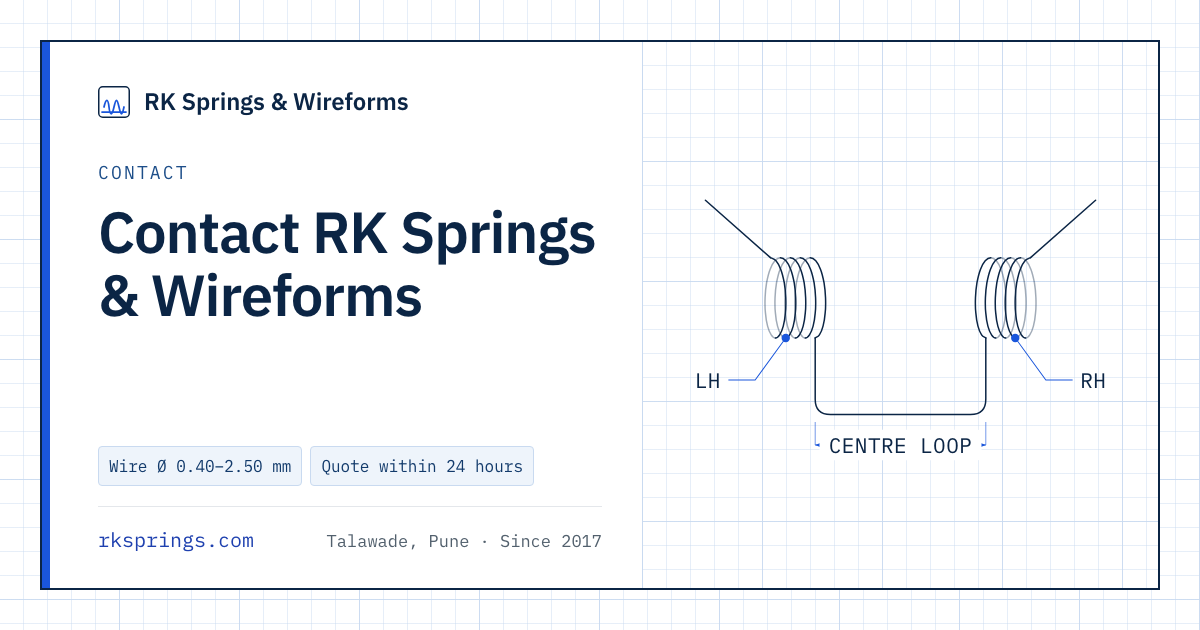 RK Springs & Wireforms
CONTACT
Contact RK Springs
& Wireforms
Wire Ø 0.40–2.50 mm
Quote within 24 hours
rksprings.com
Talawade, Pune · Since 2017
LH
RH
CENTRE LOOP